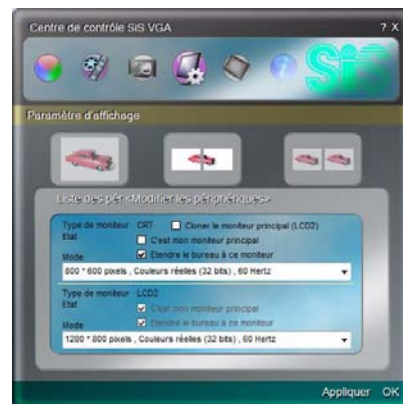 Centre de contrôle SiS VGA ? X
SiS
Paramètre d'affichage
Liste des pér <Modifier les périphériques>
Type de moniteur CRT Cloner le moniteur principal (LCD2)
Etat C'est mon moniteur principal
Etendre le bureau à ce moniteur
Mode
800 * 600 pixels , Couleurs réelles (32 bits) , 60 Hertz
Type de moniteur LCD2
Etat C'est mon moniteur principal
Etendre le bureau à ce moniteur
Mode
1280 * 800 pixels , Couleurs réelles (32 bits) , 60 Hertz
Appliquer OK